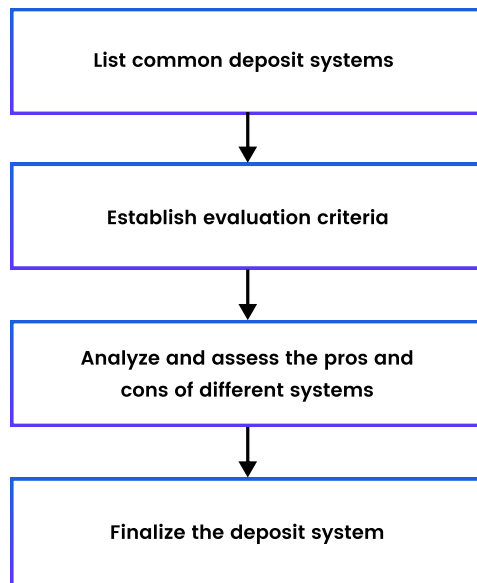 List common deposit systems
Establish evaluation criteria
Analyze and assess the pros and
cons of different systems
Finalize the deposit system